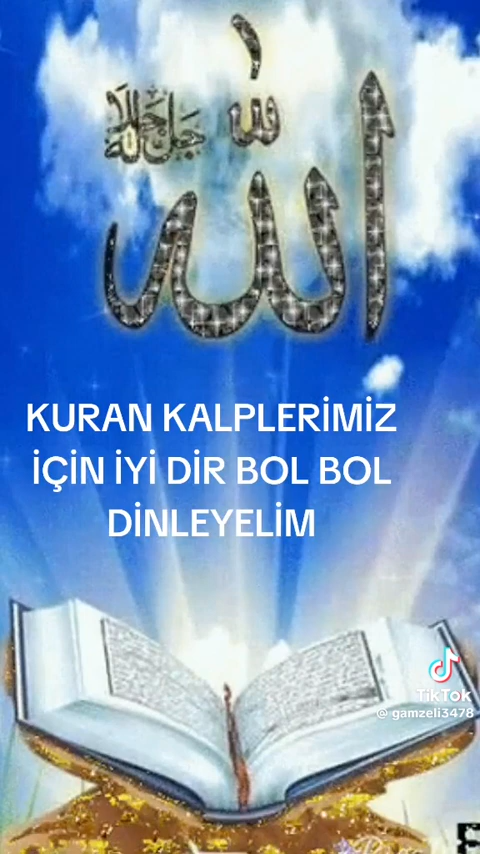 جل جلاله
الله
KURAN KALPLERİMİZ
İÇİN İYİ DİR BOL BOL
DİNLEYELİM
TikTok
@gamzeli3478